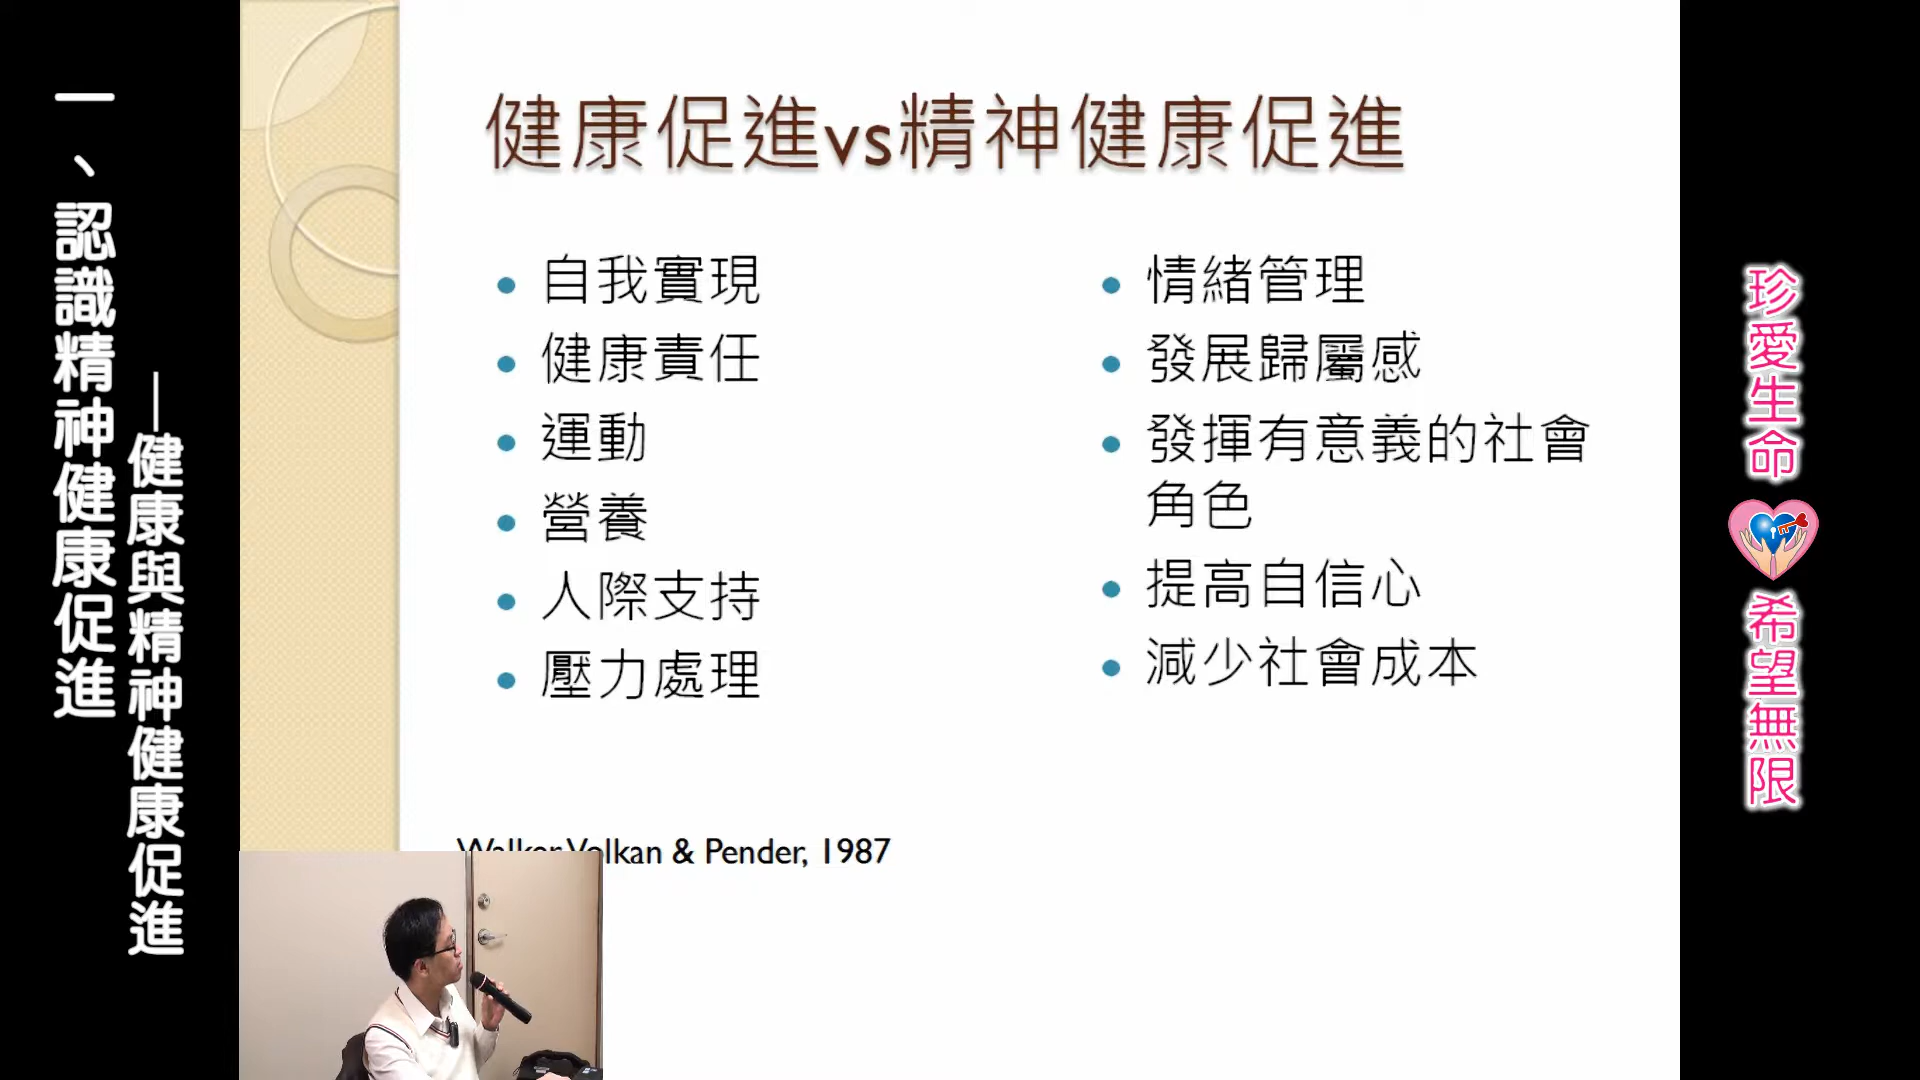 一、認識精神健康促進
—健康與精神健康促進
健康促進vs精神健康促進
自我實現
健康責任
運動
營養
人際支持
壓力處理
情緒管理
發展歸屬感
發揮有意義的社會
角色
提高自信心
減少社會成本
Walker, Volkan & Pender, 1987
珍愛生命
希望無限